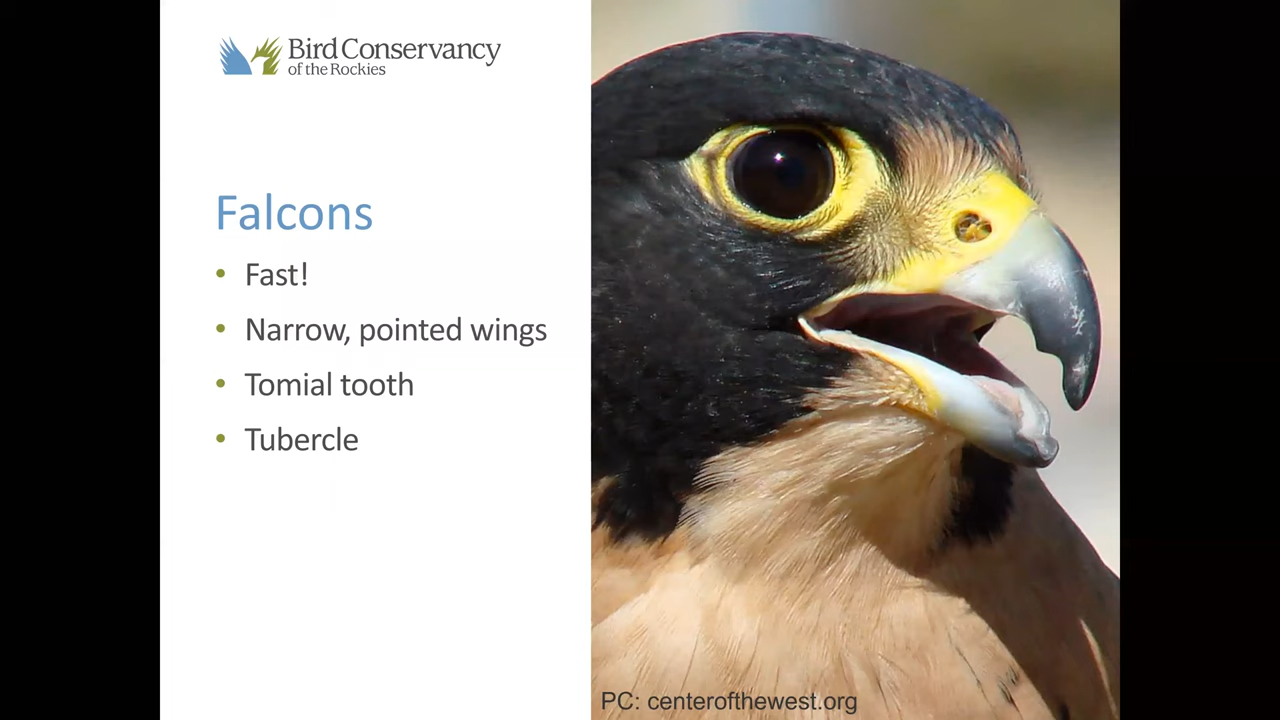 Bird Conservancy
of the Rockies
Falcons
• Fast!
• Narrow, pointed wings
• Tomial tooth
• Tubercle
PC: centerofthewest.org